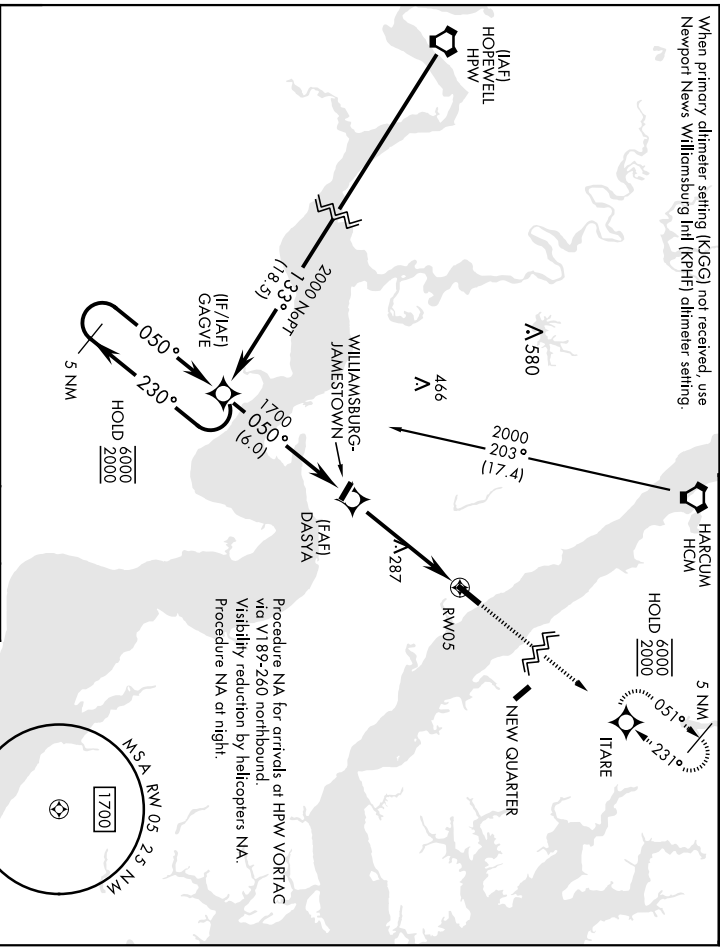 When primary altimeter setting (KJGG) not received, use
Newport News Williamsburg Intl (KPHF) altimeter setting.
(IAF)
HOPEWELL
HPW
2000 NoPT
133°
(18.5)
(IF/IAF)
GAGVE
050°
230°
5 NM
HOLD 6000
2000
1700
050°
(6.0)
WILLIAMSBURG-
JAMESTOWN
(FAF)
DASYA
580
466
287
2000
203°
(17.4)
HARCUM
HCM
RW05
NEW QUARTER
HOLD 6000
2000
5 NM
051°
231°
ITARE
Procedure NA for arrivals at HPW VORTAC
via V189-260 northbound.
Visibility reduction by helicopters NA.
Procedure NA at night.
MSA RW 05 25 NM
1700